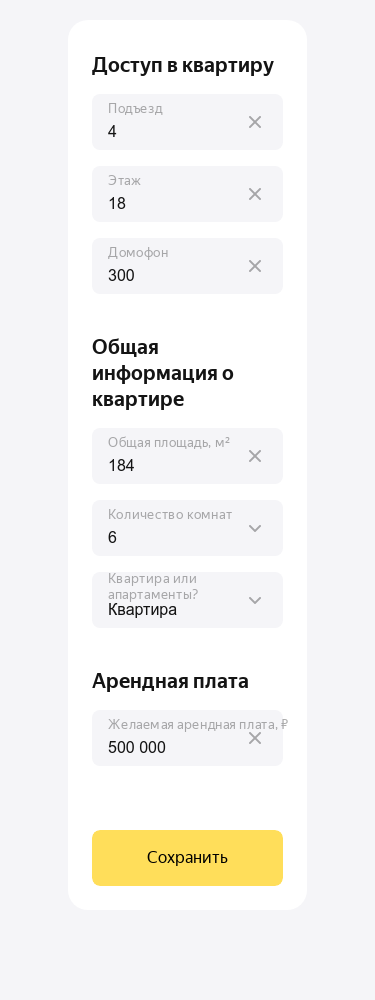 Доступ в квартиру
Подъезд
4
Этаж
18
Домофон
300
Общая
информация о
квартире
Общая площадь, м²
184
Количество комнат
6
Квартира или
апартаменты?
Квартира
Арендная плата
Желаемая арендная плата, ₽
500 000
Сохранить